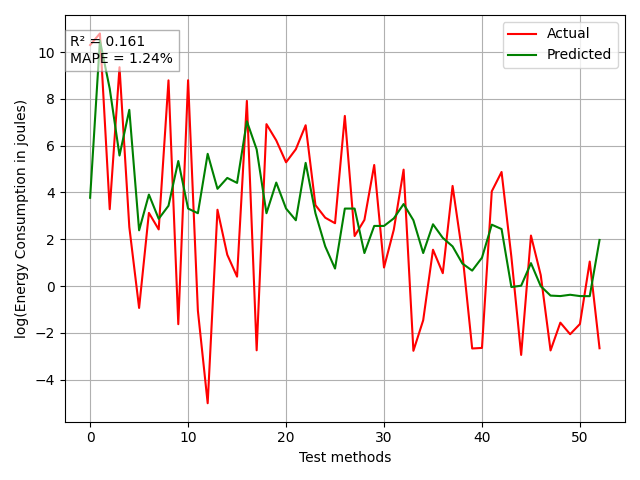 R² = 0.161
MAPE = 1.24%
Actual
Predicted
log(Energy Consumption in joules)
10
8
6
4
2
0
−2
−4
0
10
20
30
40
50
Test methods